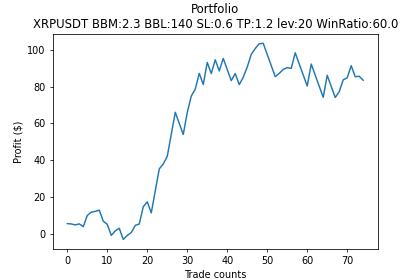 Portfolio
XRPUSDT BBM:2.3 BBL:140 SL:0.6 TP:1.2 lev:20 WinRatio:60.0
100
80
60
40
20
0
Profit ($)
0 10 20 30 40 50 60 70
Trade counts